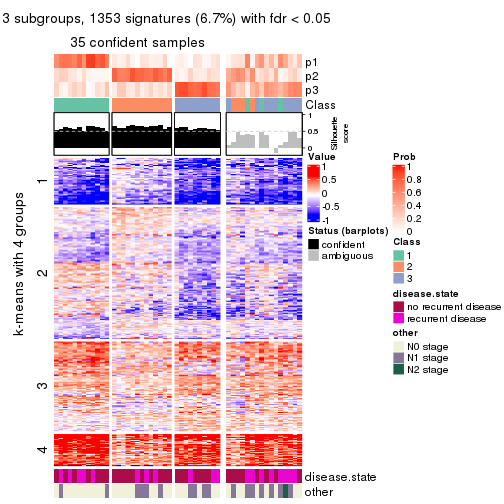 3 subgroups, 1353 signatures (6.7%) with fdr < 0.05
35 confident samples
p1
p2
p3
Class
1
0.5
0
Silhouette
score
k-means with 4 groups
1
2
3
4
Value
1
0.5
0
-0.5
-1
Status (barplots)
confident
ambiguous
Prob
1
0.8
0.6
0.4
0.2
0
Class
1
2
3
disease.state
no recurrent disease
recurrent disease
other
N0 stage
N1 stage
N2 stage
disease.state
other